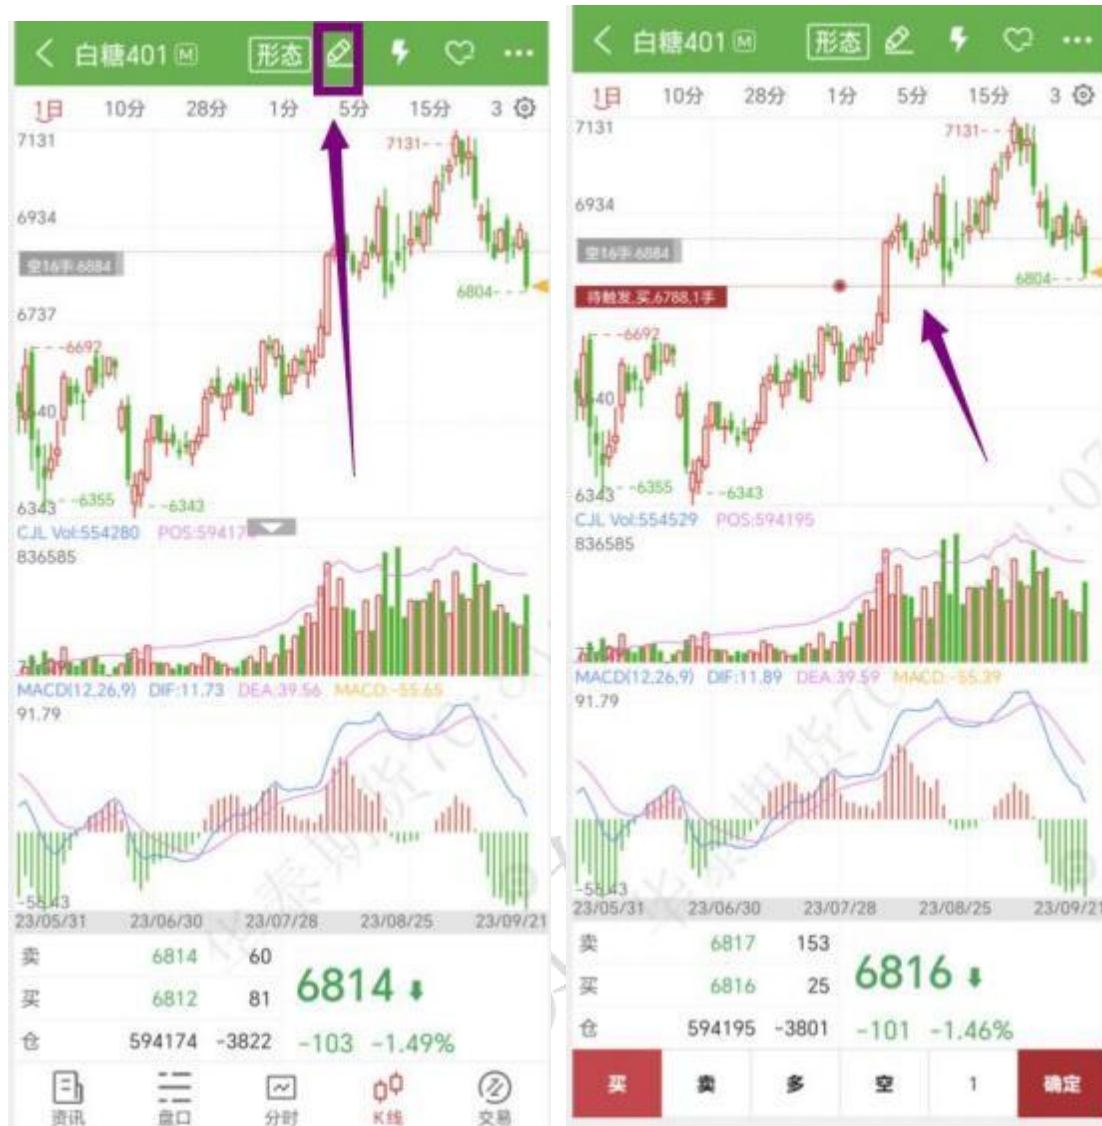 白糖401 M 形态
1日 10分 28分 1分 5分 15分 3
7131
7131
6934
空16手 6884
6804
6737
6692
6355
6343
6343
CJL Vol:554280 POS:59417
836585
MACD(12,26,9) DIF:11.73 DEA:39.56 MACD:-55.65
91.79
23/05/31 23/06/30 23/07/28 23/08/25 23/09/21
卖 6814 60
6814
买 6812 81
仓 594174 -3822 -103 -1.49%
资讯 盘口 分时 K线 交易
白糖401 M 形态
1日 10分 28分 1分 5分 15分 3
7131
7131
6934
空16手 6884
6804
待触发,买,6788,1手
6692
6355
6343
6343
CJL Vol:554529 POS:594195
836585
MACD(12,26,9) DIF:11.89 DEA:39.59 MACD:-55.39
91.79
23/05/31 23/06/30 23/07/28 23/08/25 23/09/21
卖 6817 153
6816
买 6816 25
仓 594195 -3801 -101 -1.46%
买 卖 多 空 1 确定